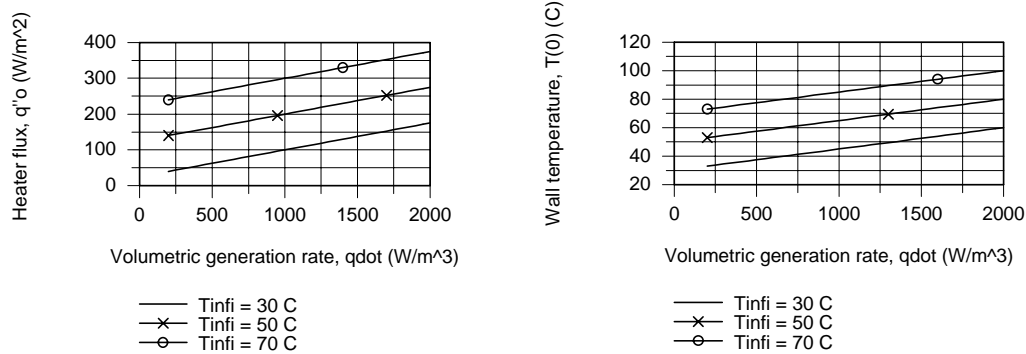 Heater flux, q"o (W/m^2)
400
300
200
100
0
0 500 1000 1500 2000
Volumetric generation rate, qdot (W/m^3)
Tinfi = 30 C
Tinfi = 50 C
Tinfi = 70 C
Wall temperature, T(0) (C)
120
100
80
60
40
20
0 500 1000 1500 2000
Volumetric generation rate, qdot (W/m^3)
Tinfi = 30 C
Tinfi = 50 C
Tinfi = 70 C